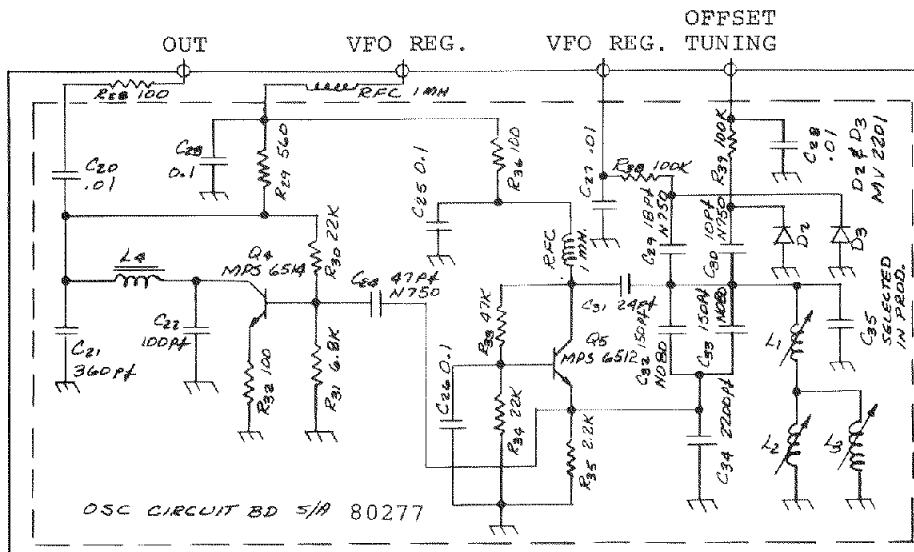 OUT
VFO REG.
VFO REG.
OFFSET
TUNING
R28 100
RFC 1MH
C20
.01
C23
0.1
R29 560
C25 0.1
R36 100
C27 .01
R38 100K
R39 100K
C28
.01
D2 & D3
MV 2201
L4
Q4
MPS 6514
R30 22K
C24
47Pf
N750
RFC
1MH.
C29 18Pf
N750
C30 10Pf
N750
D2
D3
C21
360Pf
C22
100Pf
R32 100
R31 6.8K
C26 0.1
R33 47K
R34 22K
C31 24Pf
Q5
MPS 6512
C32 150Pf
NO80
C33 150Pf
NO80
L1
C35
SELECTED
IN PROD.
R35 2.2K
C34 2200Pf
L2
L3
OSC CIRCUIT BD S/A 80277